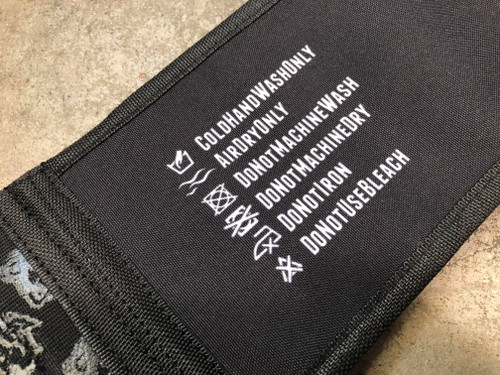 ColdHandWashOnly
AirDryOnly
DoNotMachineWash
DoNotMachineDry
DoNotIron
DoNotUseBleach